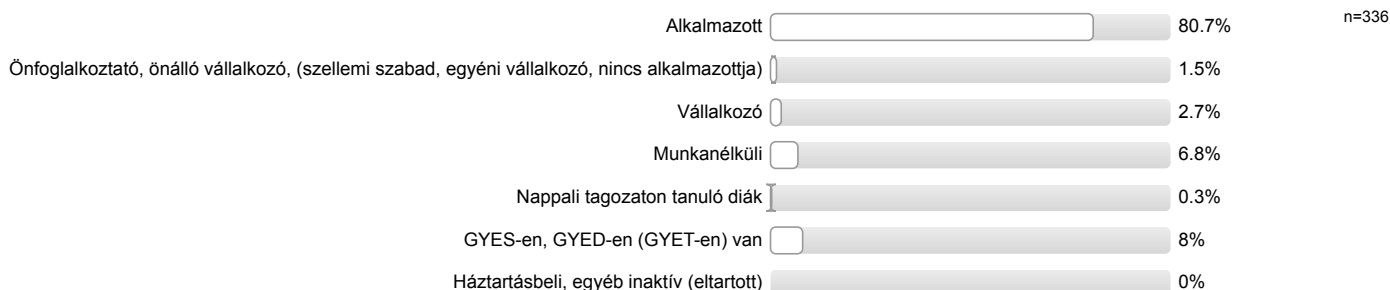 Alkalmazott 80.7% n=336
Önfoglalkoztató, önálló vállalkozó, (szellemi szabad, egyéni vállalkozó, nincs alkalmazottja) 1.5%
Vállalkozó 2.7%
Munkanélküli 6.8%
Nappali tagozaton tanuló diák 0.3%
GYES-en, GYED-en (GYET-en) van 8%
Háztartásbeli, egyéb inaktív (eltartott) 0%